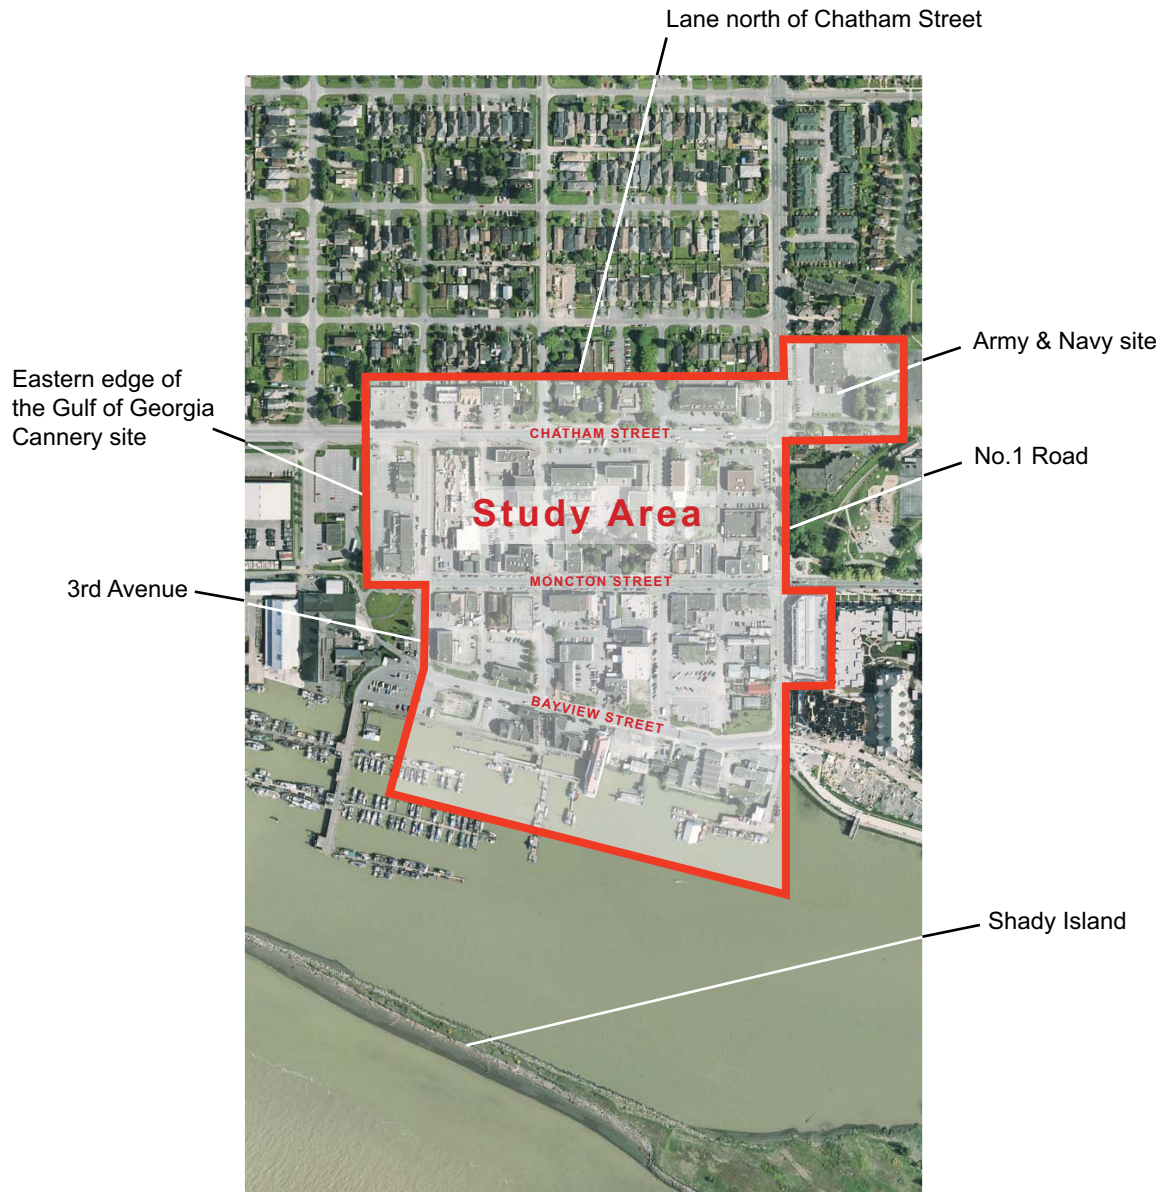 Lane north of Chatham Street
Army & Navy site
Eastern edge of
the Gulf of Georgia
Cannery site
CHATHAM STREET
No.1 Road
Study Area
MONCTON STREET
3rd Avenue
BAYVIEW STREET
Shady Island